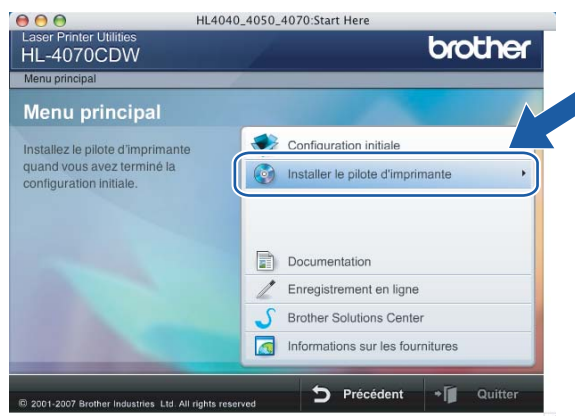 HL4040_4050_4070:Start Here
Laser Printer Utilities
HL-4070CDW
brother
Menu principal
Menu principal
Installez le pilote d'imprimante
quand vous avez terminé la
configuration initiale.
Configuration initiale
Installer le pilote d'imprimante
Documentation
Enregistrement en ligne
Brother Solutions Center
Informations sur les fournitures
© 2001-2007 Brother Industries Ltd. All rights reserved
Précédent
Quitter